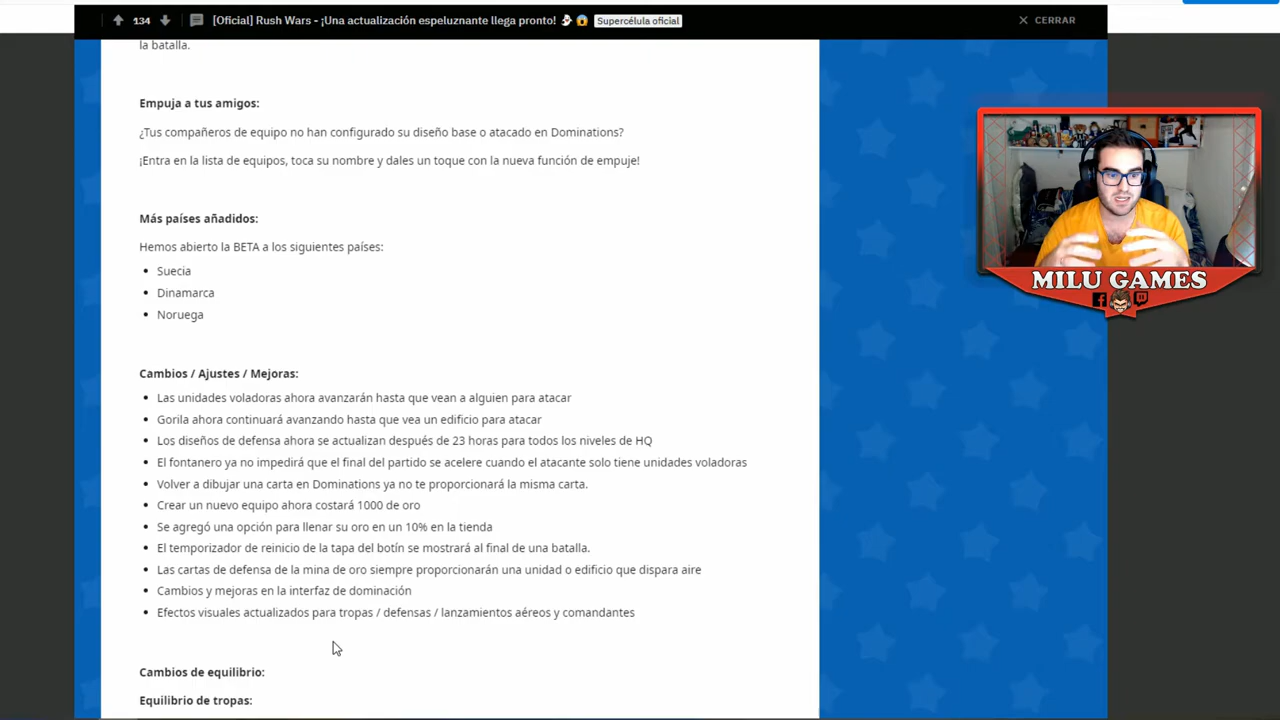 134
[Oficial] Rush Wars - ¡Una actualización espeluznante llega pronto! 👻😱 Supercélula oficial
CERRAR
la batalla.
Empuja a tus amigos:
¿Tus compañeros de equipo no han configurado su diseño base o atacado en Dominations?
¡Entra en la lista de equipos, toca su nombre y dales un toque con la nueva función de empuje!
Más países añadidos:
Hemos abierto la BETA a los siguientes países:
Suecia
Dinamarca
Noruega
Cambios / Ajustes / Mejoras:
Las unidades voladoras ahora avanzarán hasta que vean a alguien para atacar
Gorila ahora continuará avanzando hasta que vea un edificio para atacar
Los diseños de defensa ahora se actualizan después de 23 horas para todos los niveles de HQ
El fontanero ya no impedirá que el final del partido se acelere cuando el atacante solo tiene unidades voladoras
Volver a dibujar una carta en Dominations ya no te proporcionará la misma carta.
Crear un nuevo equipo ahora costará 1000 de oro
Se agregó una opción para llenar su oro en un 10% en la tienda
El temporizador de reinicio de la tapa del botín se mostrará al final de una batalla.
Las cartas de defensa de la mina de oro siempre proporcionarán una unidad o edificio que dispara aire
Cambios y mejoras en la interfaz de dominación
Efectos visuales actualizados para tropas / defensas / lanzamientos aéreos y comandantes
Cambios de equilibrio:
Equilibrio de tropas:
MILU GAMES